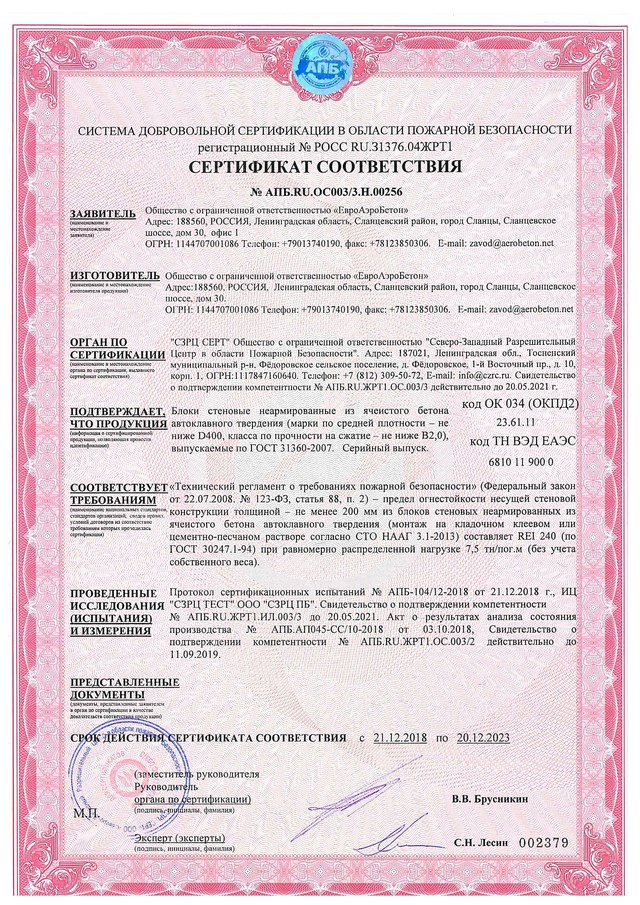 АПБ
СИСТЕМА ДОБРОВОЛЬНОЙ СЕРТИФИКАЦИИ В ОБЛАСТИ ПОЖАРНОЙ БЕЗОПАСНОСТИ
регистрационный № РОСС RU.31376.04ЖРТ1
СЕРТИФИКАТ СООТВЕТСТВИЯ
№ АПБ.RU.ОС003/3.Н.00256
ЗАЯВИТЕЛЬ
(наименование и местонахождение заявителя)
Общество с ограниченной ответственностью «ЕвроАэроБетон»
Адрес: 188560, РОССИЯ, Ленинградская область, Сланцевский район, город Сланцы, Сланцевское
шоссе, дом 30, офис 1
ОГРН: 1144707001086 Телефон: +79013740190, факс: +78123850306. E-mail: zavod@aerobeton.net
ИЗГОТОВИТЕЛЬ
(наименование и местонахождение изготовителя продукции)
Общество с ограниченной ответственностью «ЕвроАэроБетон»
Адрес:188560, РОССИЯ, Ленинградская область, Сланцевский район, город Сланцы, Сланцевское
шоссе, дом 30.
ОГРН: 1144707001086 Телефон: +79013740190, факс: +78123850306. E-mail: zavod@aerobeton.net
ОРГАН ПО
СЕРТИФИКАЦИИ
(наименование и местонахождение органа по сертификации, выдавшего сертификат соответствия)
"СЗРЦ СЕРТ" Общество с ограниченной ответственностью "Северо-Западный Разрешительный
Центр в области Пожарной Безопасности". Адрес: 187021, Ленинградская обл., Тосненский
муниципальный р-н, Фёдоровское сельское поселение, д. Фёдоровское, 1-й Восточный пр., д. 10,
корп. 1, ОГРН:1117847160640. Телефон: +7 (812) 309-50-72, E-mail: info@czrc.ru. Свидетельство
о подтверждении компетентности № АПБ.RU.ЖРТ1.ОС.003/3 действительно до 20.05.2021 г.
ПОДТВЕРЖДАЕТ,
ЧТО ПРОДУКЦИЯ
(информация о сертифицированной продукции, позволяющая провести идентификацию)
Блоки стеновые неармированные из ячеистого бетона
автоклавного твердения (марки по средней плотности – не
ниже D400, класса по прочности на сжатие – не ниже В2,0),
выпускаемые по ГОСТ 31360-2007. Серийный выпуск.
код ОК 034 (ОКПД2)
23.61.11
код ТН ВЭД ЕАЭС
6810 11 900 0
СООТВЕТСТВУЕТ
ТРЕБОВАНИЯМ
«Технический регламент о требованиях пожарной безопасности» (Федеральный закон
от 22.07.2008. № 123-ФЗ, статья 88, п. 2) – предел огнестойкости несущей стеновой
конструкции толщиной – не менее 200 мм из блоков стеновых неармированных из
ячеистого бетона автоклавного твердения (монтаж на кладочном клеевом или
цементно-песчаном растворе согласно СТО НААГ 3.1-2013) составляет REI 240 (по
ГОСТ 30247.1-94) при равномерно распределенной нагрузке 7,5 тн/пог.м (без учета
собственного веса).
ПРОВЕДЕННЫЕ
ИССЛЕДОВАНИЯ
(ИСПЫТАНИЯ)
И ИЗМЕРЕНИЯ
Протокол сертификационных испытаний № АПБ-104/12-2018 от 21.12.2018 г., ИЦ
"СЗРЦ ТЕСТ" ООО "СЗРЦ ПБ". Свидетельство о подтверждении компетентности
№ АПБ.RU.ЖРТ1.ИЛ.003/3 до 20.05.2021. Акт о результатах анализа состояния
производства № АПБ.АП045-СС/10-2018 от 03.10.2018, Свидетельство о
подтверждении компетентности № АПБ.RU.ЖРТ1.ОС.003/2 действительно до
11.09.2019.
ПРЕДСТАВЛЕННЫЕ
ДОКУМЕНТЫ
(документы, представленные заявителем в орган по сертификации в качестве доказательств соответствия продукции)
СРОК ДЕЙСТВИЯ СЕРТИФИКАТА СООТВЕТСТВИЯ с 21.12.2018 по 20.12.2023
(заместитель руководителя
Руководитель
органа по сертификации)
(подпись, инициалы, фамилия)
В.В. Брусникин
М.П.
Эксперт (эксперты)
(подпись, инициалы, фамилия)
С.Н. Лесин 002379